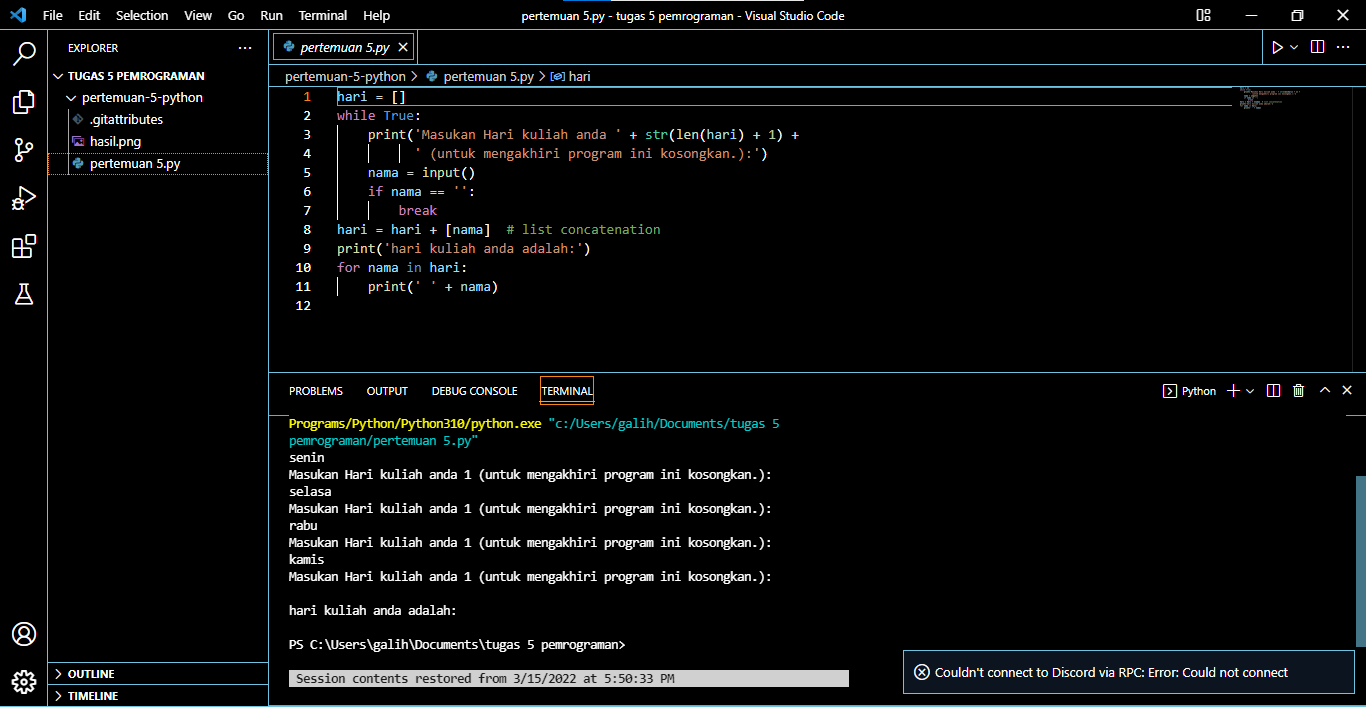 File Edit Selection View Go Run Terminal Help
pertemuan 5.py - tugas 5 pemrograman - Visual Studio Code
EXPLORER
TUGAS 5 PEMROGRAMAN
pertemuan-5-python
.gitattributes
hasil.png
pertemuan 5.py
OUTLINE
TIMELINE
pertemuan 5.py
pertemuan-5-python > pertemuan 5.py > hari
1 hari = []
2 while True:
3 print('Masukan Hari kuliah anda ' + str(len(hari) + 1) +
4 ' (untuk mengakhiri program ini kosongkan.):')
5 nama = input()
6 if nama == '':
7 break
8 hari = hari + [nama]  # list concatenation
9 print('hari kuliah anda adalah:')
10 for nama in hari:
11 print(' ' + nama)
12
PROBLEMS OUTPUT DEBUG CONSOLE TERMINAL
Python
Programs/Python/Python310/python.exe "c:/Users/galih/Documents/tugas 5
pemrograman/pertemuan 5.py"
senin
Masukan Hari kuliah anda 1 (untuk mengakhiri program ini kosongkan.):
selasa
Masukan Hari kuliah anda 1 (untuk mengakhiri program ini kosongkan.):
rabu
Masukan Hari kuliah anda 1 (untuk mengakhiri program ini kosongkan.):
kamis
Masukan Hari kuliah anda 1 (untuk mengakhiri program ini kosongkan.):
hari kuliah anda adalah:
PS C:\Users\galih\Documents\tugas 5 pemrograman>
Session contents restored from 3/15/2022 at 5:50:33 PM
Couldn't connect to Discord via RPC: Error: Could not connect